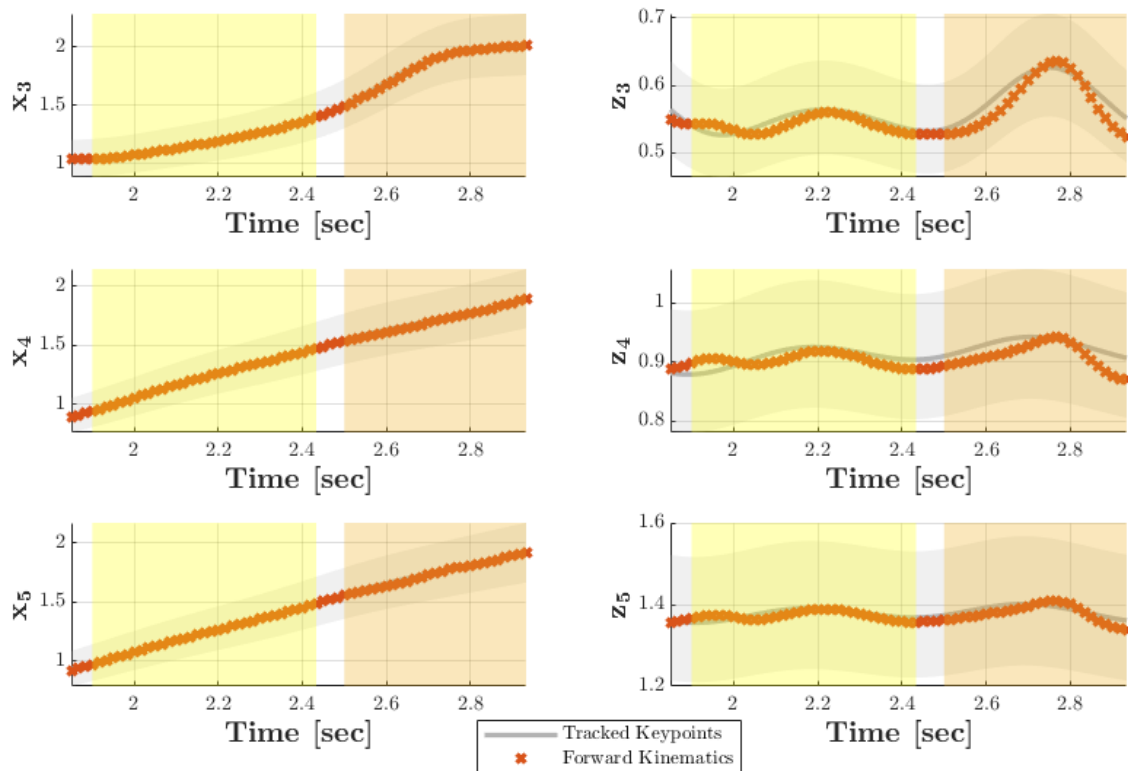 x3
2
1.5
1
2 2.2 2.4 2.6 2.8
Time [sec]
z3
0.7
0.6
0.5
2 2.2 2.4 2.6 2.8
Time [sec]
x4
2
1.5
1
2 2.2 2.4 2.6 2.8
Time [sec]
z4
1
0.9
0.8
2 2.2 2.4 2.6 2.8
Time [sec]
x5
2
1.5
1
2 2.2 2.4 2.6 2.8
Time [sec]
z5
1.6
1.4
1.2
2 2.2 2.4 2.6 2.8
Time [sec]
Tracked Keypoints
Forward Kinematics